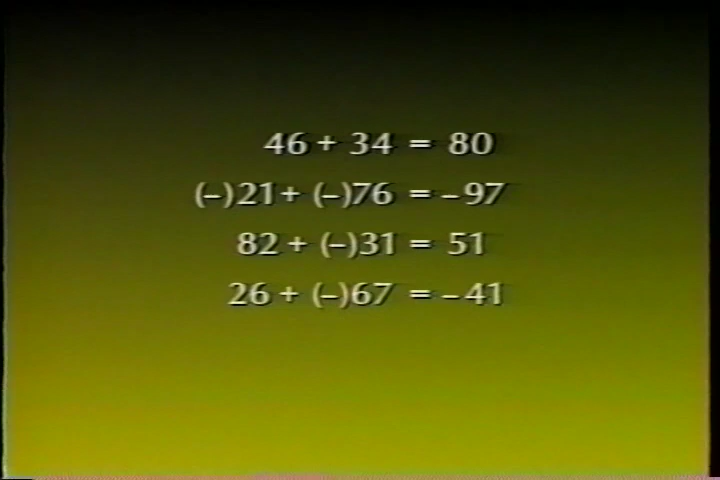 46 + 34 = 80
(–)21 + (–)76 = –97
82 + (–)31 = 51
26 + (–)67 = –41